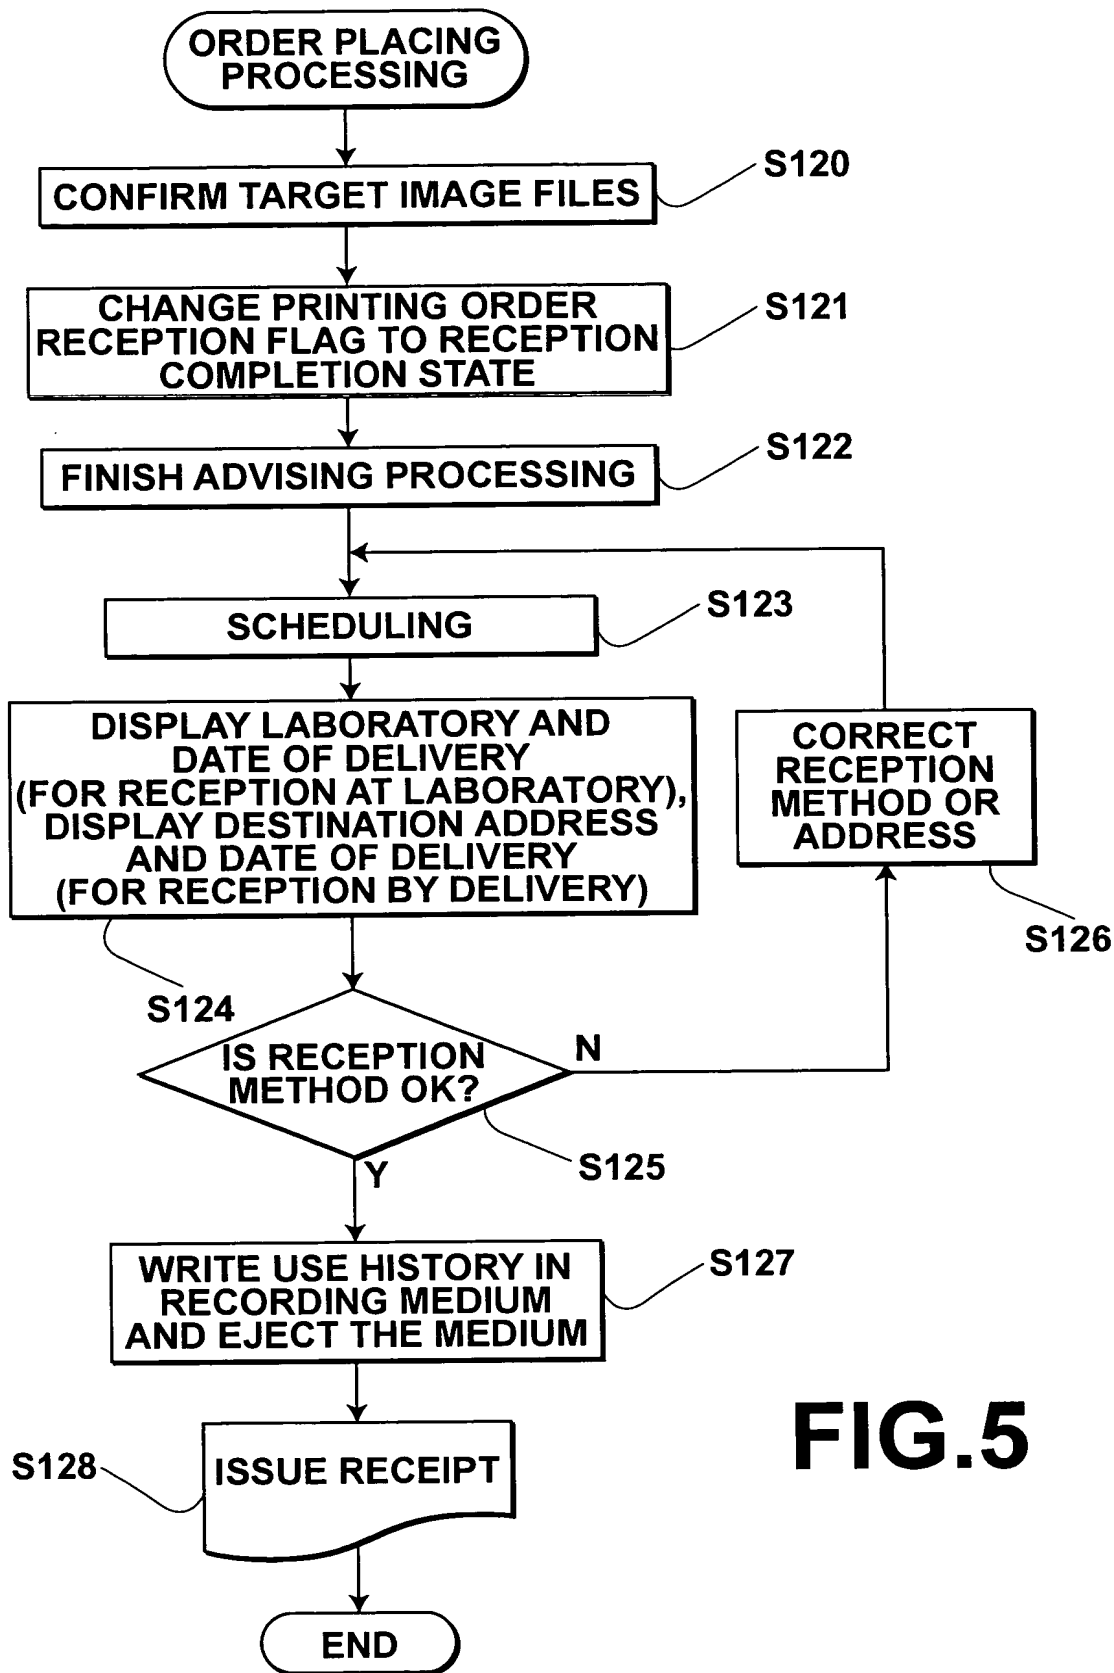 ORDER PLACING
PROCESSING
S120
CONFIRM TARGET IMAGE FILES
S121
CHANGE PRINTING ORDER
RECEPTION FLAG TO RECEPTION
COMPLETION STATE
S122
FINISH ADVISING PROCESSING
S123
SCHEDULING
DISPLAY LABORATORY AND
DATE OF DELIVERY
(FOR RECEPTION AT LABORATORY),
DISPLAY DESTINATION ADDRESS
AND DATE OF DELIVERY
(FOR RECEPTION BY DELIVERY)
S124
CORRECT
RECEPTION
METHOD OR
ADDRESS
S126
IS RECEPTION
METHOD OK?
N
S125
Y
WRITE USE HISTORY IN
RECORDING MEDIUM
AND EJECT THE MEDIUM
S127
S128
ISSUE RECEIPT
END
FIG.5